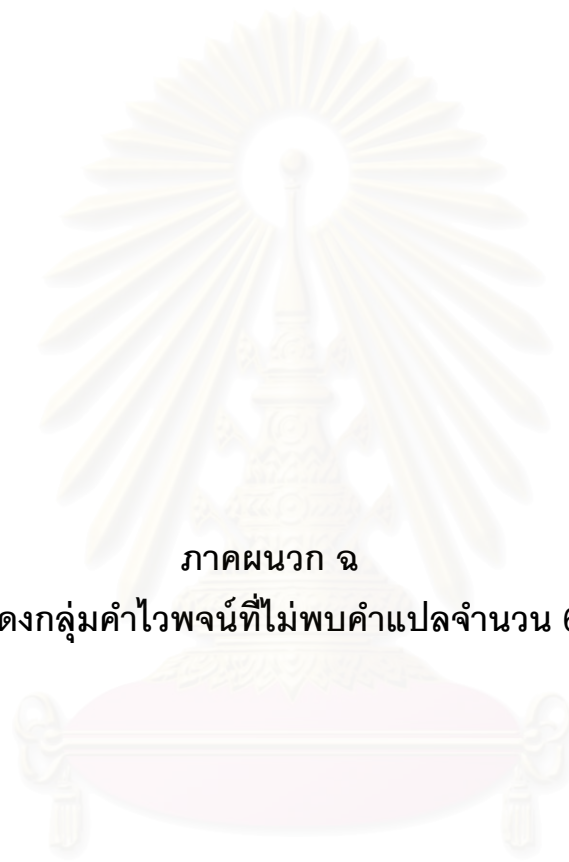 ภาคผนวก ฉ
ดงกลุ่มคำไวพจน์ที่ไม่พบคำแปลจำนวน 6